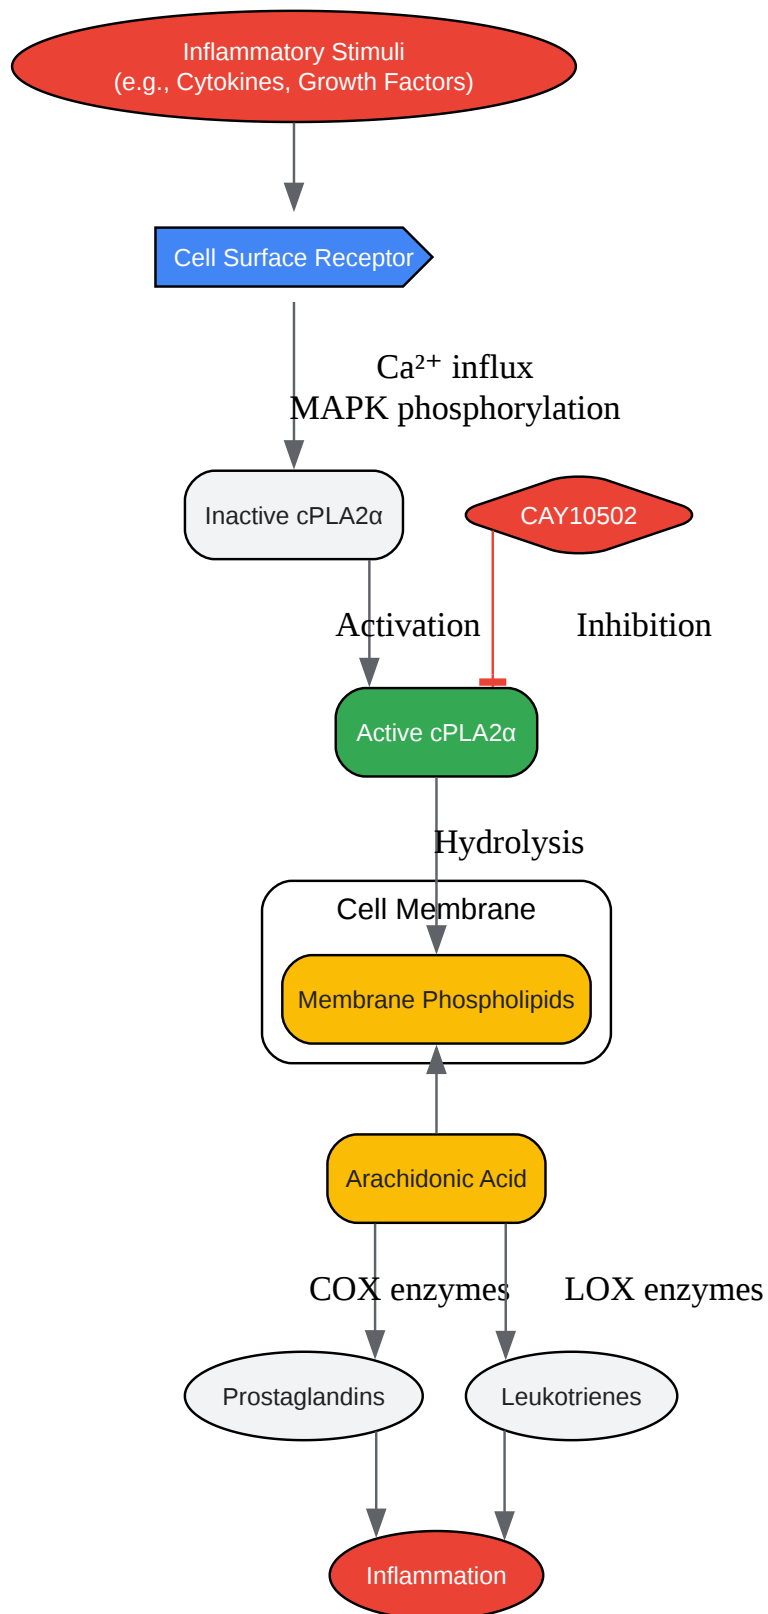 Inflammatory Stimuli
(e.g., Cytokines, Growth Factors)
Cell Surface Receptor
Ca²⁺ influx
MAPK phosphorylation
Inactive cPLA2α
CAY10502
Activation
Inhibition
Active cPLA2α
Hydrolysis
Cell Membrane
Membrane Phospholipids
Arachidonic Acid
COX enzymes
LOX enzymes
Prostaglandins
Leukotrienes
Inflammation